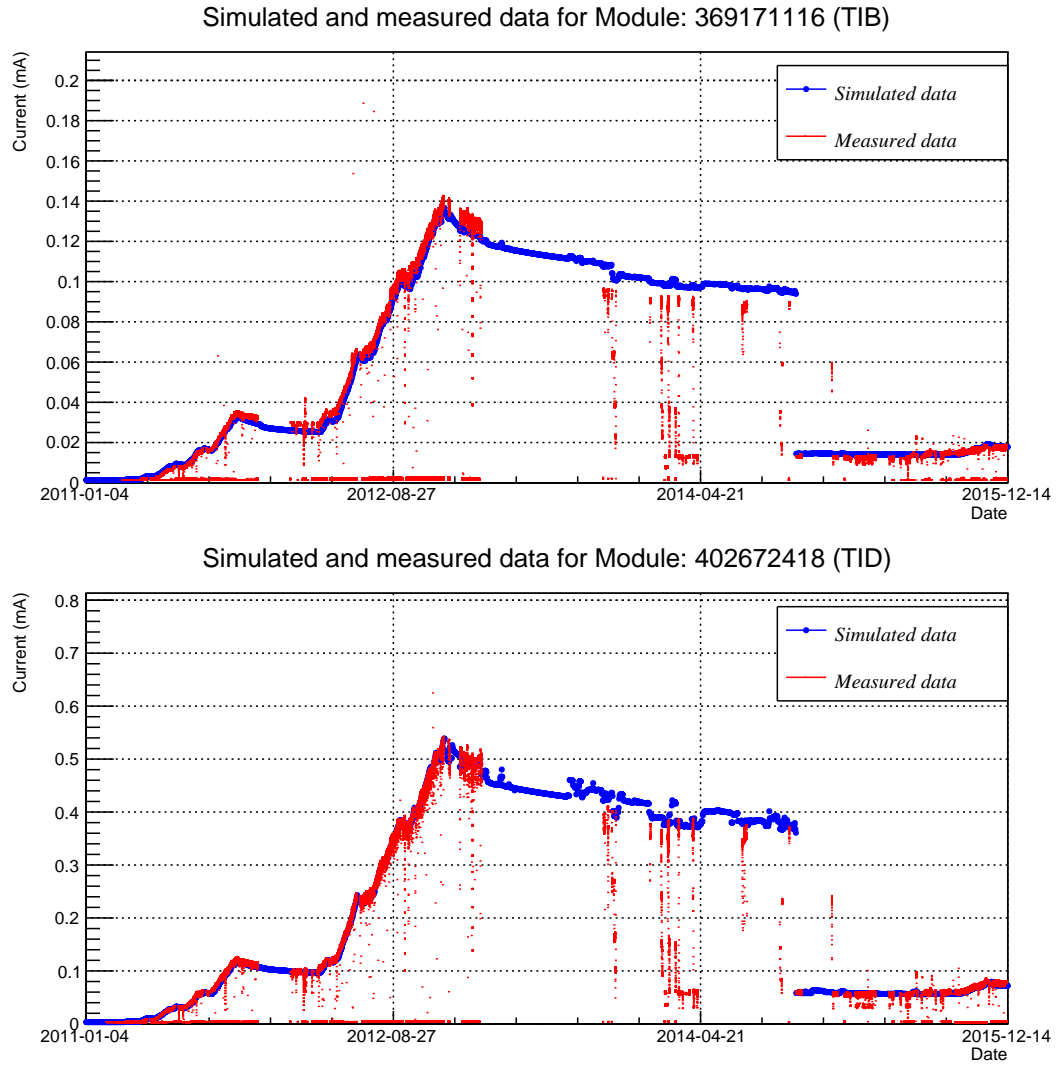 Simulated and measured data for Module: 369171116 (TIB)
Current (mA)
0.2
0.18
0.16
0.14
0.12
0.1
0.08
0.06
0.04
0.02
0
Simulated data
Measured data
2011-01-04 2012-08-27 2014-04-21 2015-12-14
Date
Simulated and measured data for Module: 402672418 (TID)
Current (mA)
0.8
0.7
0.6
0.5
0.4
0.3
0.2
0.1
0
Simulated data
Measured data
2011-01-04 2012-08-27 2014-04-21 2015-12-14
Date